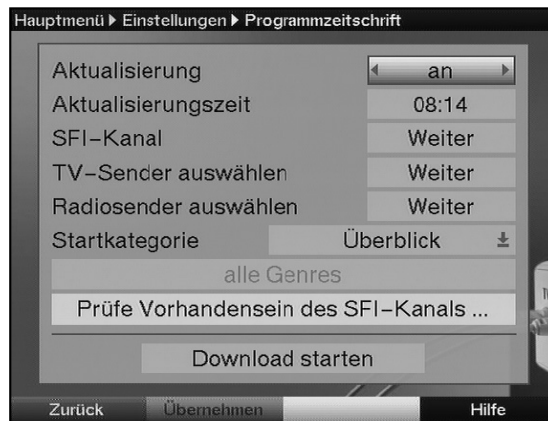 Hauptmenü Einstellungen Programmzeitschrift
Aktualisierung an
Aktualisierungszeit 08:14
SFI-Kanal Weiter
TV-Sender auswählen Weiter
Radiosender auswählen Weiter
Startkategorie Überblick
alle Genres
Prüfe Vorhandensein des SFI-Kanals ...
Download starten
Zurück Übernehmen Hilfe